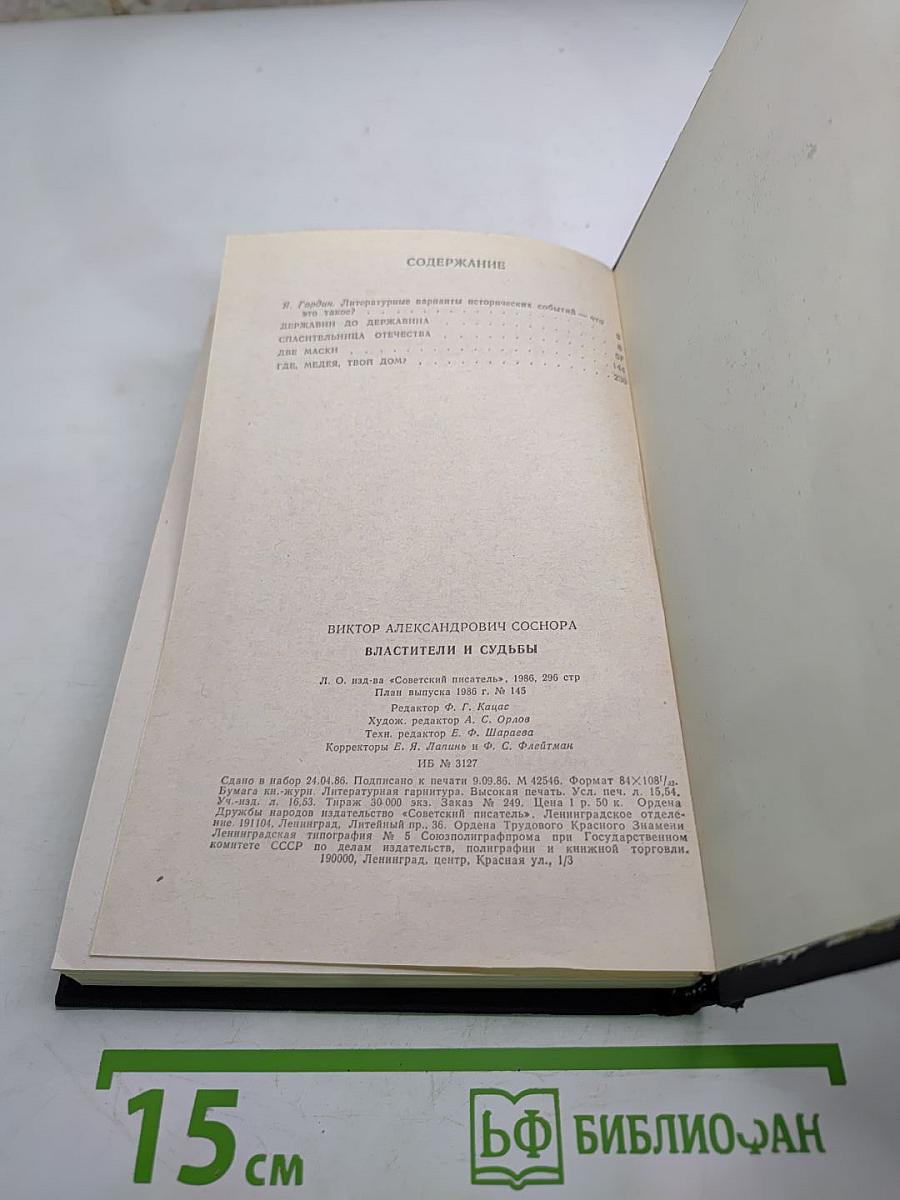 СОДЕРЖАНИЕ
Я. Гордин. Литературные варианты исторических событий — что
это такое? . . . . . . . . . . . . 3
ДЕРЖАВИН ДО ДЕРЖАВИНА . . . . . . . .
СПАСИТЕЛЬНИЦА ОТЕЧЕСТВА . . . . . . . .
ДВЕ МАСКИ . . . . . . . . . . . . 144
ГДЕ, МЕДЕЯ, ТВОЙ ДОМ? . . . . . . . .
ВИКТОР АЛЕКСАНДРОВИЧ СОСНОРА
ВЛАСТИТЕЛИ И СУДЬБЫ
Л. О. изд-ва «Советский писатель», 1986, 296 стр
План выпуска 1986 г. № 145
Редактор Ф. Г. Кацас
Худож. редактор А. С. Орлов
Техн. редактор Е. Ф. Шараева
Корректоры Е. Я. Лапинь и Ф. С. Флейтман
ИБ № 3127
Сдано в набор 24.04.86. Подписано к печати 9.09.86. М 42546. Формат 84×108 1/32.
Бумага кн.-журн. Литературная гарнитура. Высокая печать. Усл. печ. л. 15,54.
Уч.-изд. л. 16,53. Тираж 30 000 экз. Заказ № 249. Цена 1 р. 50 к. Ордена
Дружбы народов издательство «Советский писатель». Ленинградское отделе-
ние. 191104, Ленинград, Литейный пр., 36. Ордена Трудового Красного Знамени
Ленинградская типография № 5 Союзполиграфпрома при Государственном
комитете СССР по делам издательств, полиграфии и книжной торговли.
190000, Ленинград, центр, Красная ул., 1/3
15 см
БФ БИБЛИОФАН